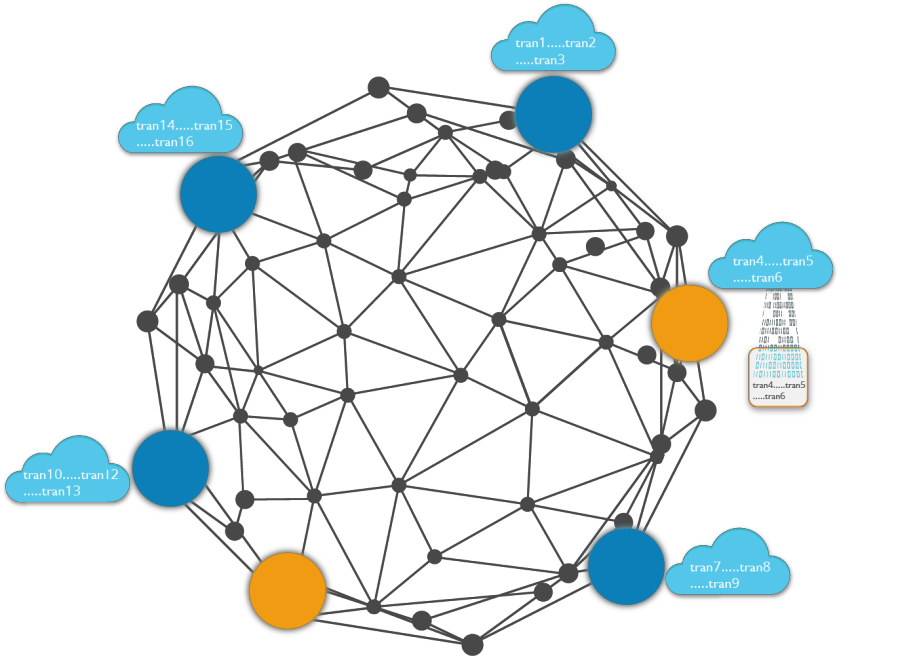 tran1.....tran2
.....tran3
tran14.....tran15
.....tran16
tran4.....tran5
.....tran6
tran4.....tran5
.....tran6
tran10.....tran12
.....tran13
tran7.....tran8
.....tran9